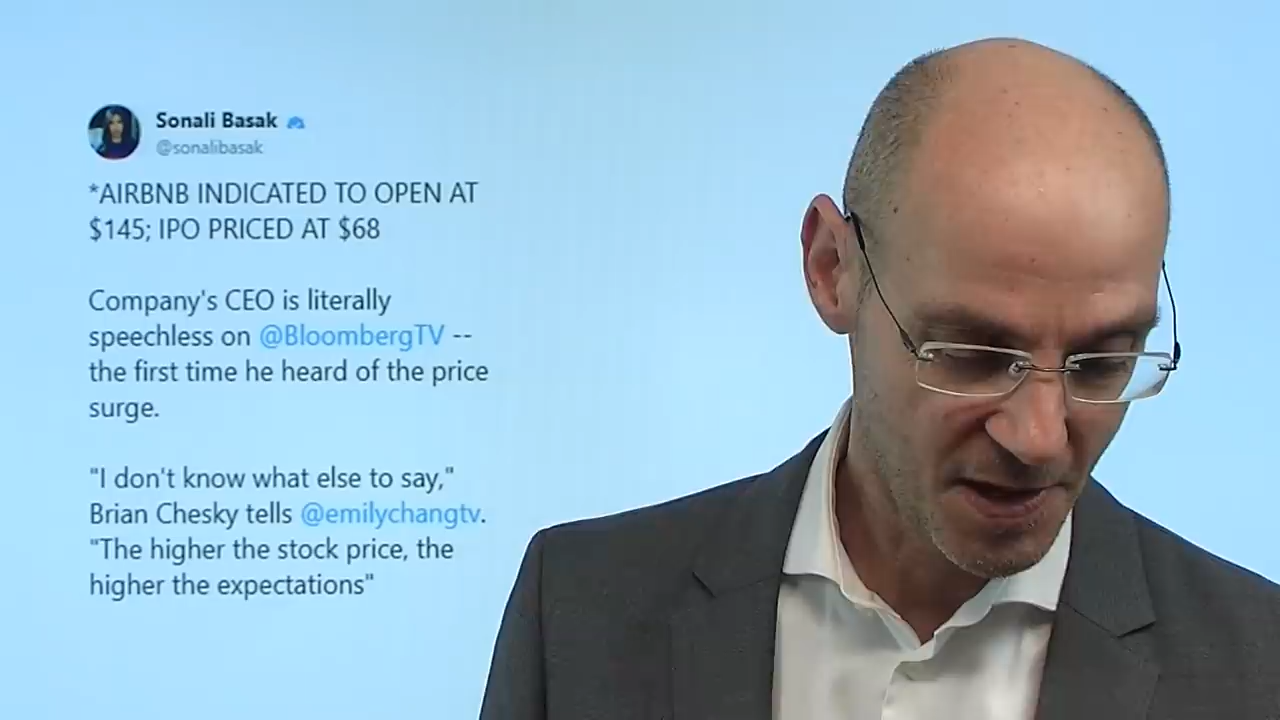 Sonali Basak
@sonalibasak
*AIRBNB INDICATED TO OPEN AT
$145; IPO PRICED AT $68
Company's CEO is literally
speechless on @BloombergTV --
the first time he heard of the price
surge.
"I don't know what else to say,"
Brian Chesky tells @emilychangtv.
"The higher the stock price, the
higher the expectations"